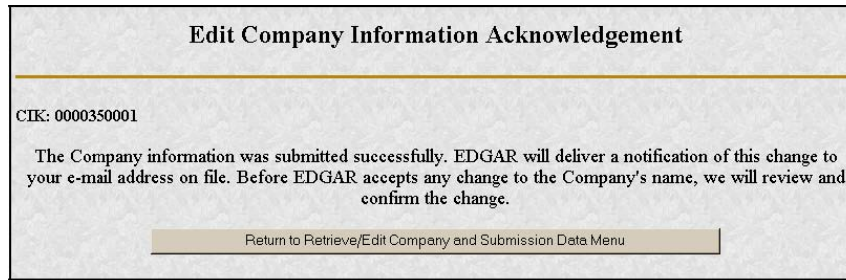 Edit Company Information Acknowledgement
CIK: 0000350001
The Company information was submitted successfully. EDGAR will deliver a notification of this change to
your e-mail address on file. Before EDGAR accepts any change to the Company's name, we will review and
confirm the change.
Return to Retrieve/Edit Company and Submission Data Menu